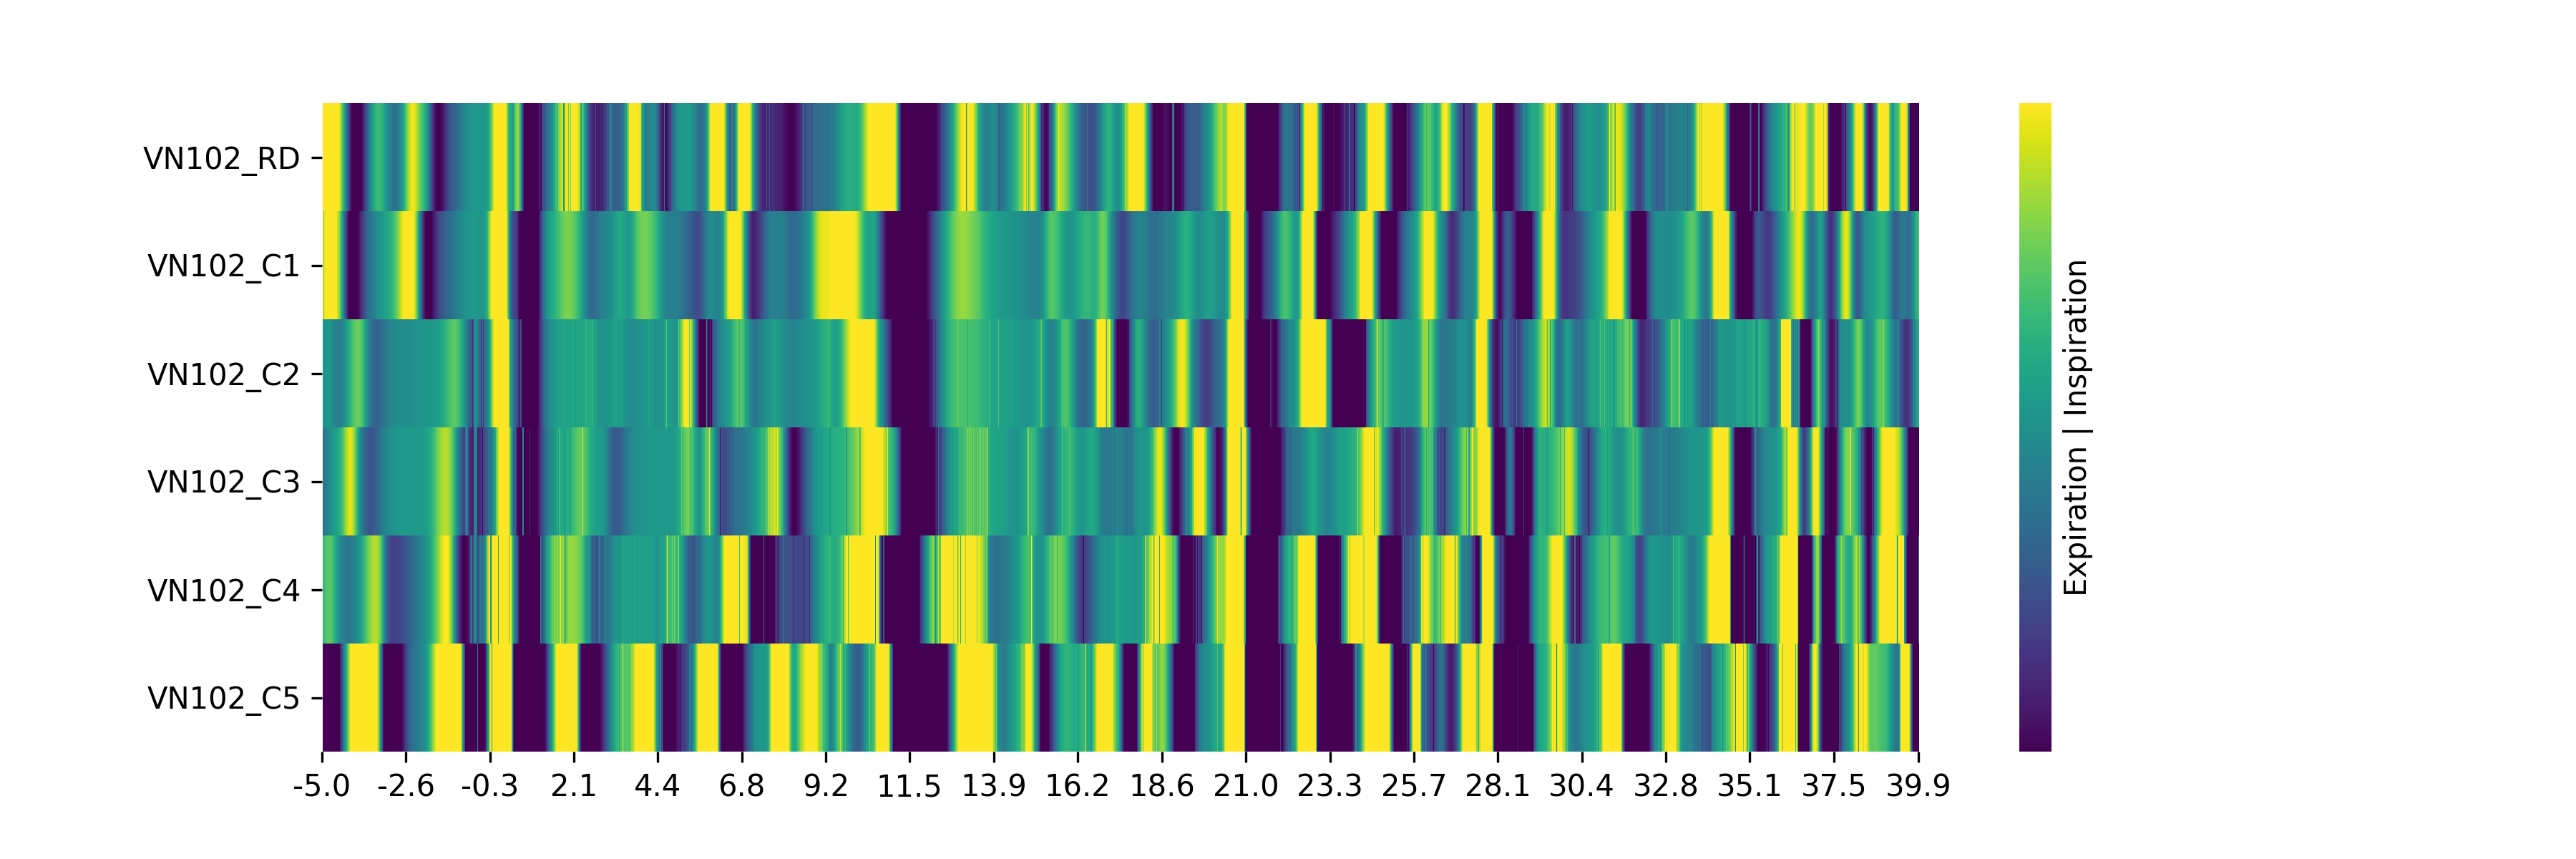 VN102_RD
VN102_C1
VN102_C2
VN102_C3
VN102_C4
VN102_C5
-5.0 -2.6 -0.3 2.1 4.4 6.8 9.2 11.5 13.9 16.2 18.6 21.0 23.3 25.7 28.1 30.4 32.8 35.1 37.5 39.9
Expiration | Inspiration